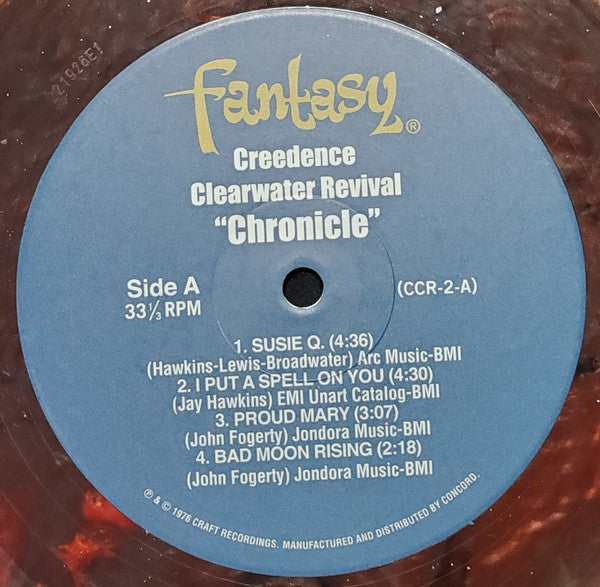 21926E1
fantasy®
Creedence
Clearwater Revival
“Chronicle”
Side A
33⅓ RPM
(CCR-2-A)
1. SUSIE Q. (4:36)
(Hawkins-Lewis-Broadwater) Arc Music-BMI
2. I PUT A SPELL ON YOU (4:30)
(Jay Hawkins) EMI Unart Catalog-BMI
3. PROUD MARY (3:07)
(John Fogerty) Jondora Music-BMI
4. BAD MOON RISING (2:18)
(John Fogerty) Jondora Music-BMI
℗ & © 1976 CRAFT RECORDINGS. MANUFACTURED AND DISTRIBUTED BY CONCORD.